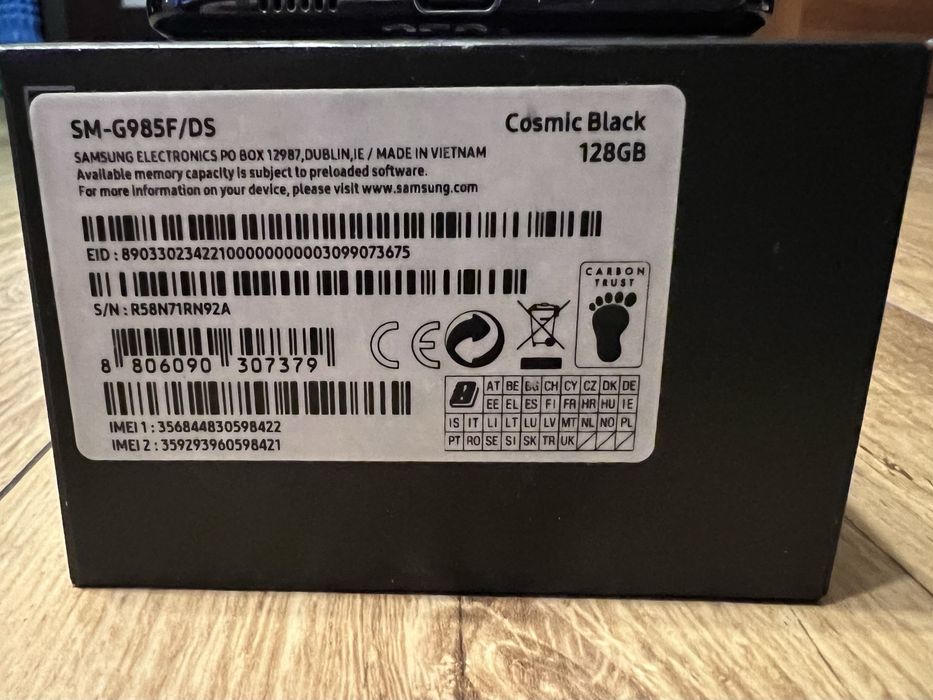 SM-G985F/DS
Cosmic Black
128GB
SAMSUNG ELECTRONICS PO BOX 12987,DUBLIN,IE / MADE IN VIETNAM
Available memory capacity is subject to preloaded software.
For more information on your device, please visit www.samsung.com
EID : 89033023422100000000003099073675
S/N : R58N71RN92A
CARBON
TRUST
8 806090 307379
CE
IMEI 1 : 356844830598422
IMEI 2 : 359293960598421
AT BE BG CH CY CZ DK DE
EE EL ES FI FR HR HU IE
IS IT LI LT LU LV MT NL NO PL
PT RO SE SI SK TR UK